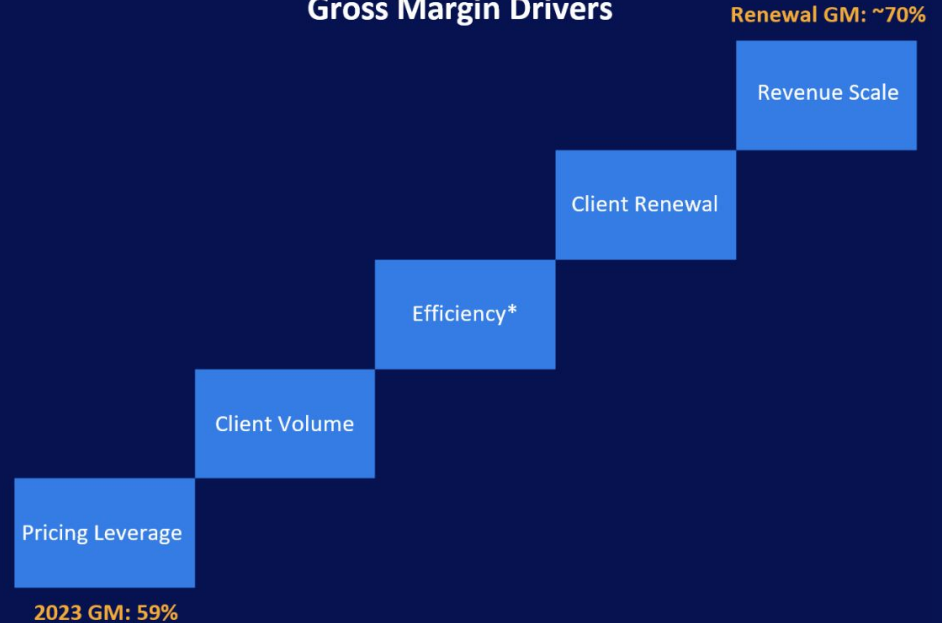 Gross Margin Drivers
Renewal GM: ~70%
Revenue Scale
Client Renewal
Efficiency*
Client Volume
Pricing Leverage
2023 GM: 59%